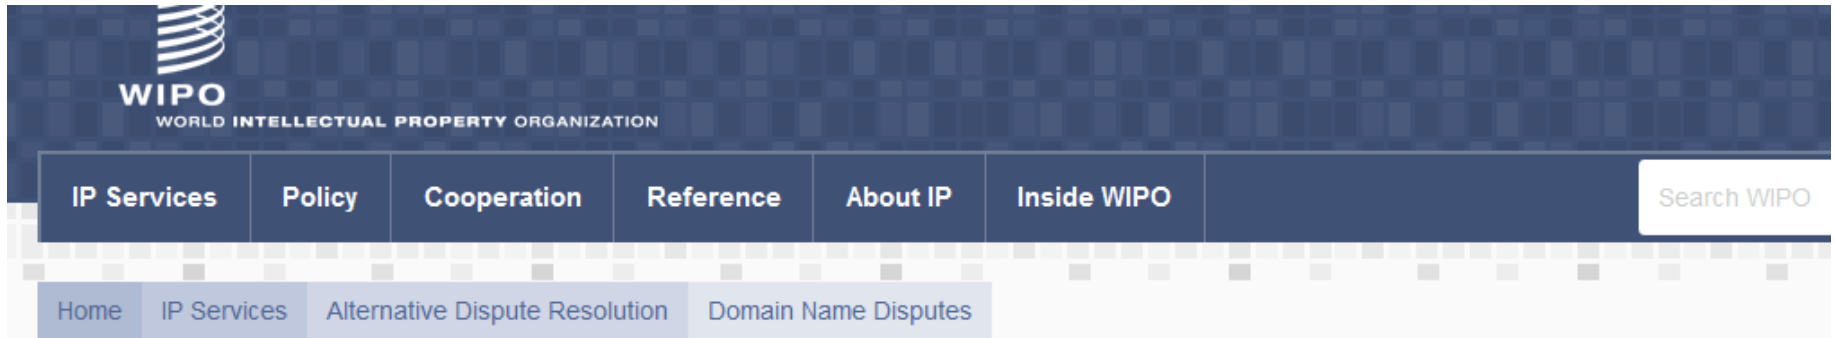 WIPO
WORLD INTELLECTUAL PROPERTY ORGANIZATION
IP Services Policy Cooperation Reference About IP Inside WIPO Search WIPO
Home IP Services Alternative Dispute Resolution Domain Name Disputes